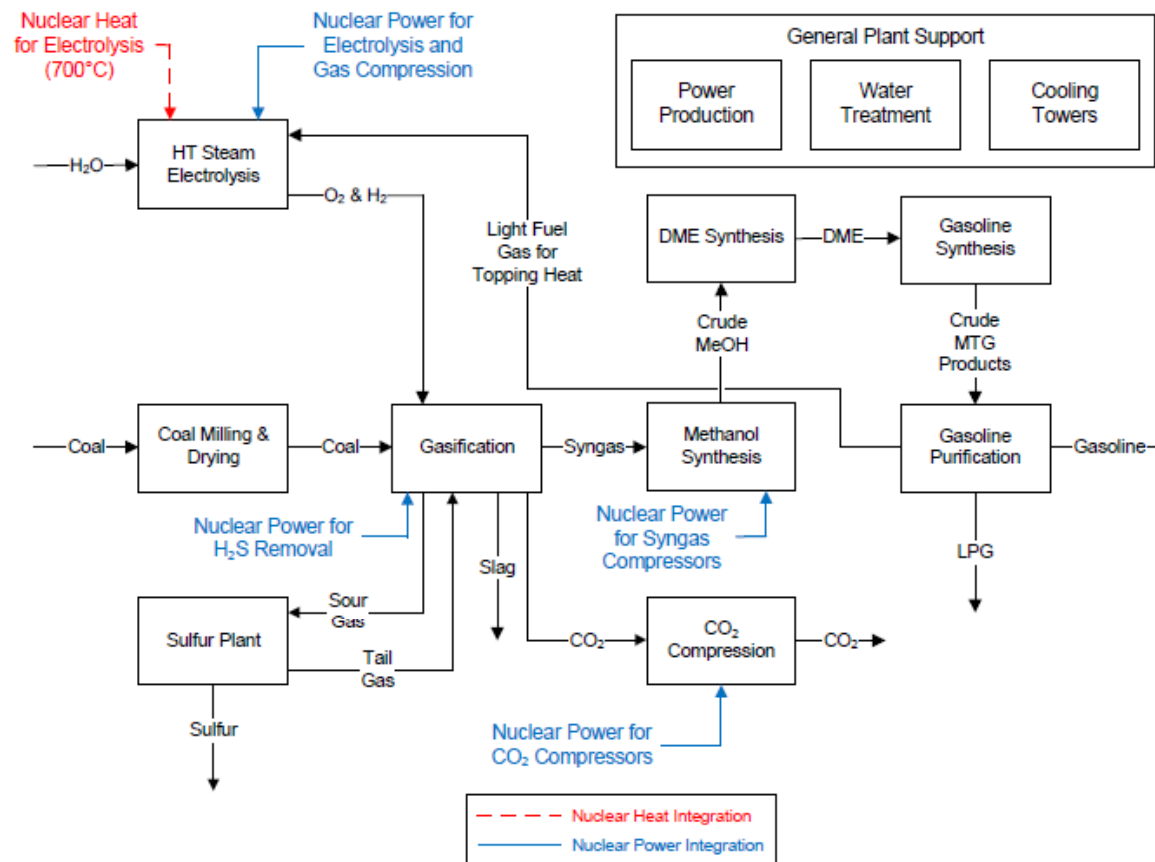 Nuclear Heat
for Electrolysis
(700°C)
Nuclear Power for
Electrolysis and
Gas Compression
General Plant Support
Power
Production
Water
Treatment
Cooling
Towers
H₂O
HT Steam
Electrolysis
O₂ & H₂
Light Fuel
Gas for
Topping Heat
DME Synthesis
DME
Gasoline
Synthesis
Crude
MeOH
Crude
MTG
Products
Coal
Coal Milling &
Drying
Coal
Gasification
Syngas
Methanol
Synthesis
Gasoline
Purification
Gasoline
Nuclear Power for
H₂S Removal
Nuclear Power
for Syngas
Compressors
Slag
LPG
Sour
Gas
Sulfur Plant
Tail
Gas
CO₂
CO₂
Compression
CO₂
Sulfur
Nuclear Power for
CO₂ Compressors
Nuclear Heat Integration
Nuclear Power Integration